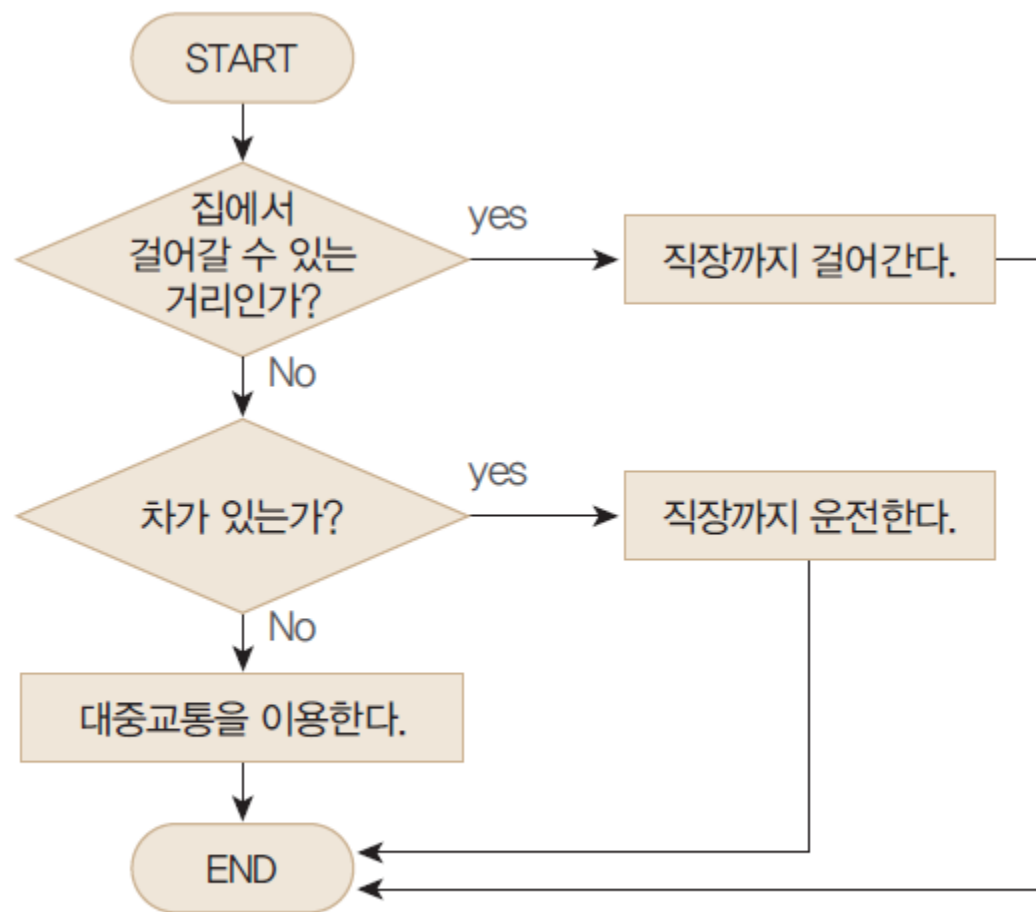 START
집에서
걸어갈 수 있는
거리인가?
yes
직장까지 걸어간다.
No
차가 있는가?
yes
직장까지 운전한다.
No
대중교통을 이용한다.
END